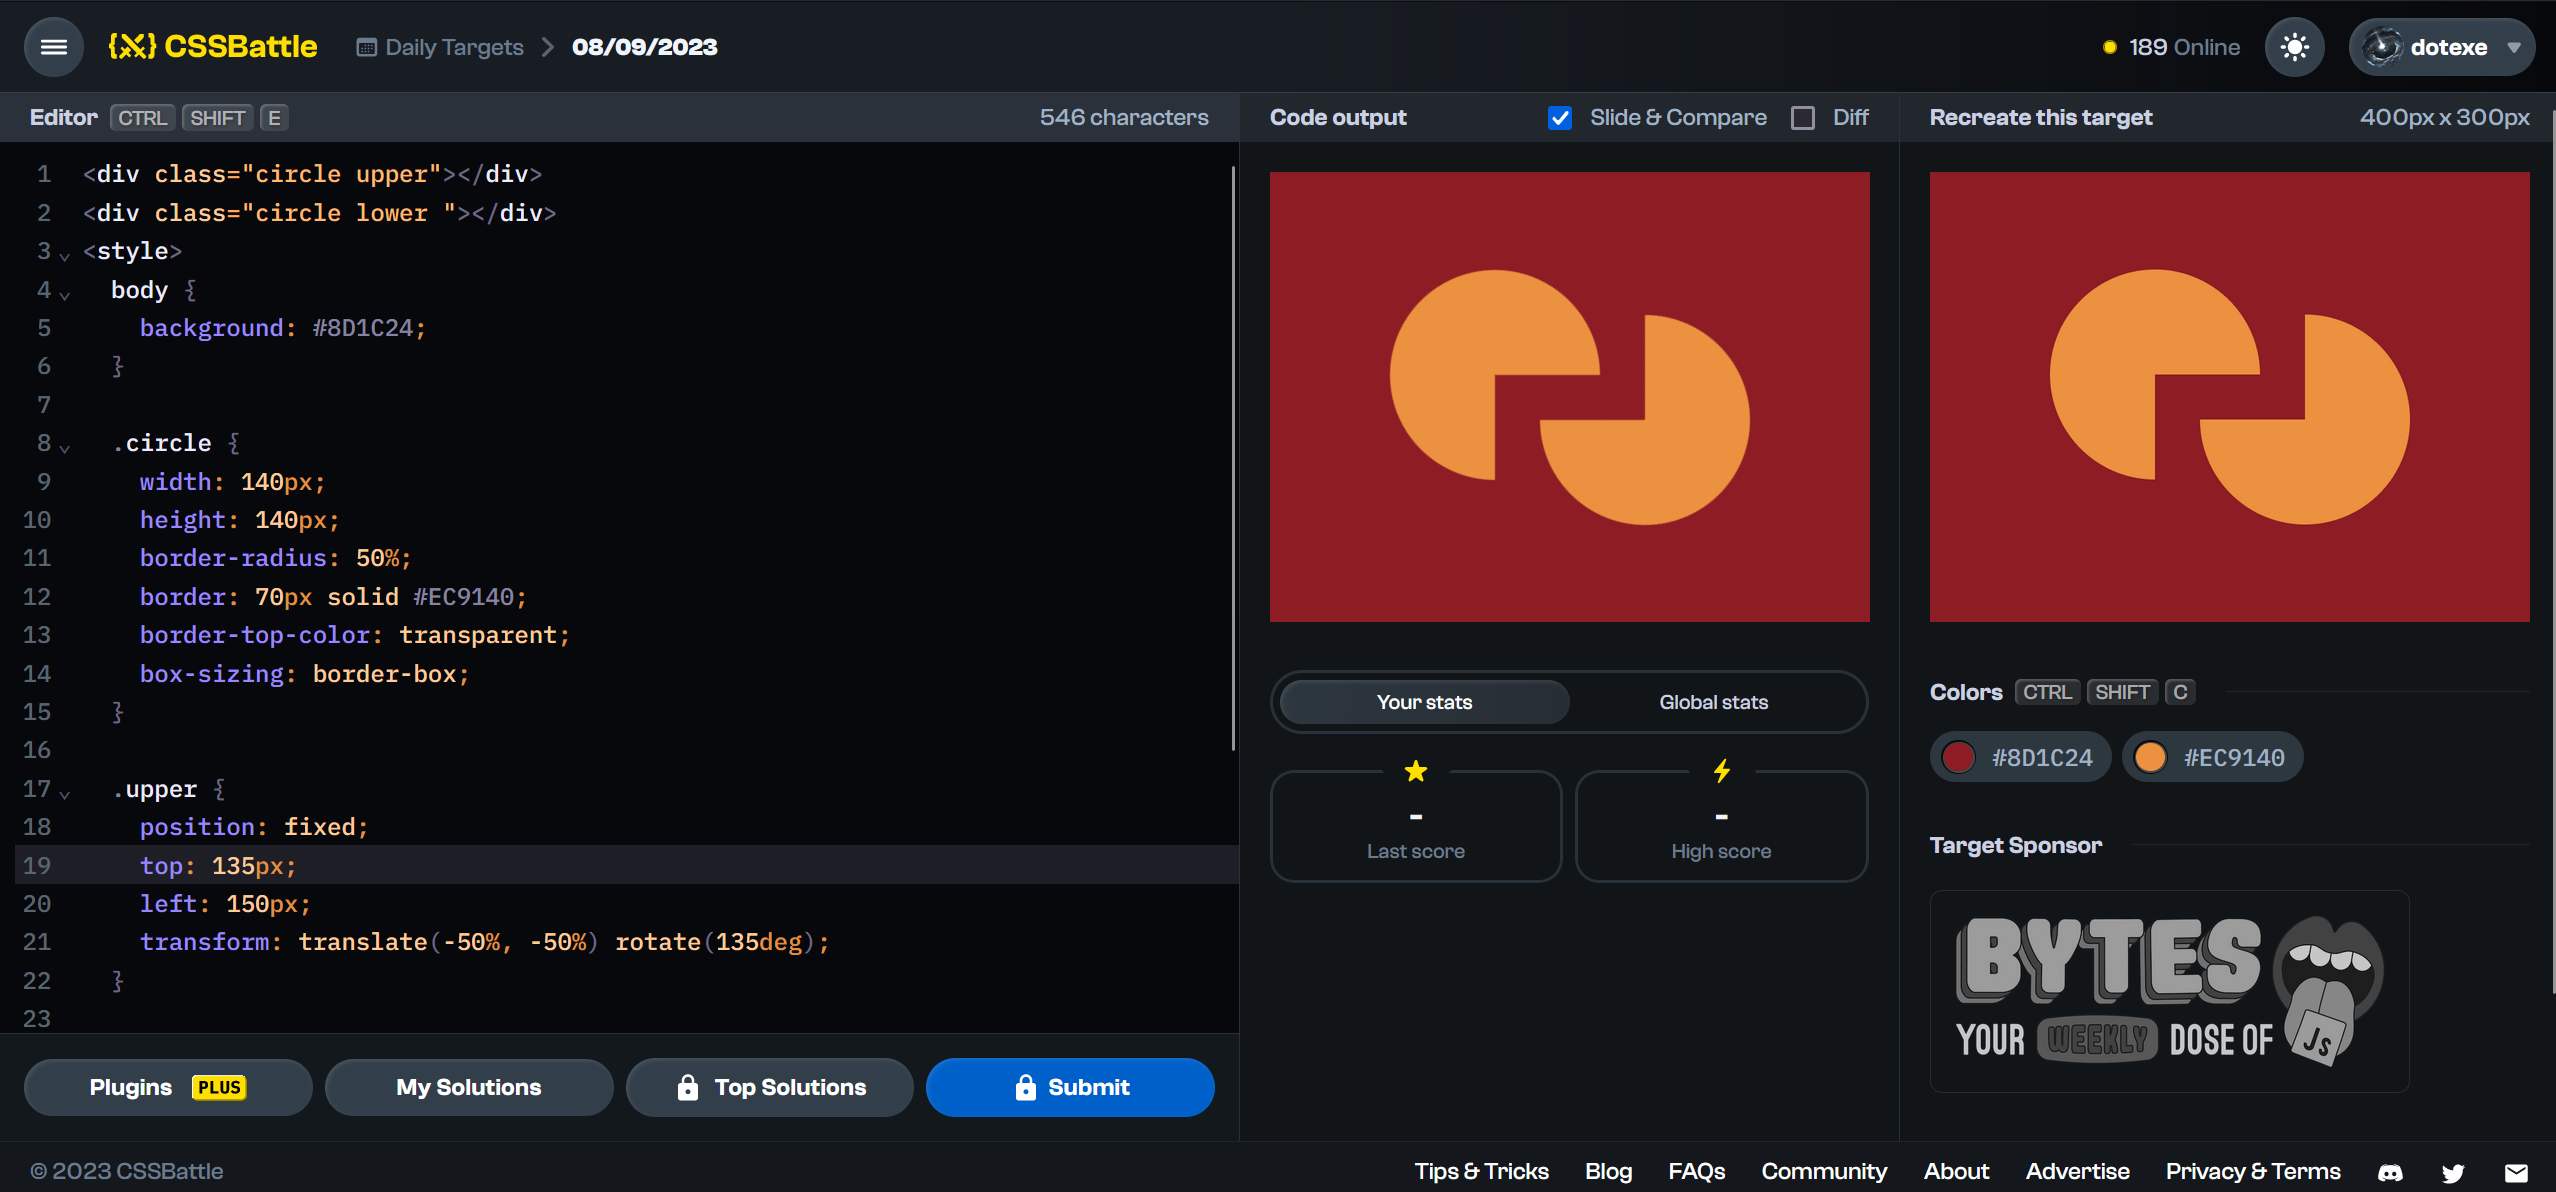 CSSBattle
Daily Targets
08/09/2023
189 Online
dotexe
Editor CTRL SHIFT E
546 characters
1 <div class="circle upper"></div>
2 <div class="circle lower "></div>
3 <style>
4 body {
5 background: #8D1C24;
6 }
7
8 .circle {
9 width: 140px;
10 height: 140px;
11 border-radius: 50%;
12 border: 70px solid #EC9140;
13 border-top-color: transparent;
14 box-sizing: border-box;
15 }
16
17 .upper {
18 position: fixed;
19 top: 135px;
20 left: 150px;
21 transform: translate(-50%, -50%) rotate(135deg);
22 }
23
Plugins PLUS
My Solutions
Top Solutions
Submit
Code output
Slide & Compare
Diff
Your stats
Global stats
-
Last score
-
High score
Recreate this target
400px x 300px
Colors CTRL SHIFT C
#8D1C24
#EC9140
Target Sponsor
BYTES
YOUR WEEKLY DOSE OF JS
© 2023 CSSBattle
Tips & Tricks
Blog
FAQs
Community
About
Advertise
Privacy & Terms